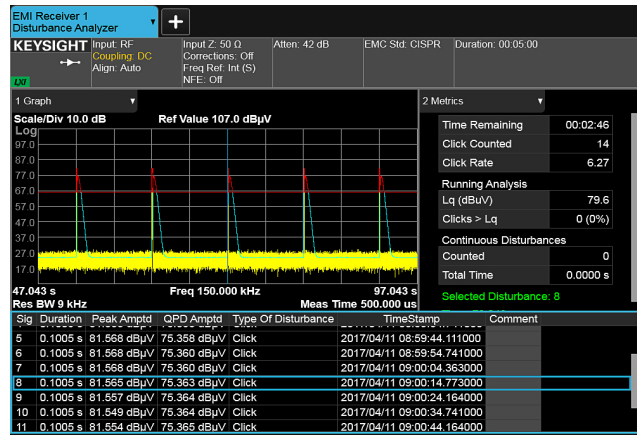 EMI Receiver 1
Disturbance Analyzer
KEYSIGHT Input: RF Input Z: 50 Ω Atten: 42 dB EMC Std: CISPR Duration: 00:05:00
Coupling: DC Corrections: Off
Align: Auto Freq Ref: Int (S)
LXI NFE: Off
1 Graph
Scale/Div 10.0 dB Ref Value 107.0 dBµV
Log
97.0
87.0
77.0
67.0
57.0
47.0
37.0
27.0
17.0
47.043 s Freq 150.000 kHz 97.043 s
Res BW 9 kHz Meas Time 500.000 us
2 Metrics
Time Remaining 00:02:46
Click Counted 14
Click Rate 6.27
Running Analysis
Lq (dBuV) 79.6
Clicks > Lq 0 (0%)
Continuous Disturbances
Counted 0
Total Time 0.0000 s
Selected Disturbance: 8
Sig Duration Peak Amptd QPD Amptd Type Of Disturbance TimeStamp Comment
5 0.1005 s 81.568 dBµV 75.358 dBµV Click 2017/04/11 08:59:44.111000
6 0.1005 s 81.568 dBµV 75.360 dBµV Click 2017/04/11 08:59:54.741000
7 0.1005 s 81.568 dBµV 75.360 dBµV Click 2017/04/11 09:00:04.363000
8 0.1005 s 81.565 dBµV 75.363 dBµV Click 2017/04/11 09:00:14.773000
9 0.1005 s 81.557 dBµV 75.364 dBµV Click 2017/04/11 09:00:24.164000
10 0.1005 s 81.549 dBµV 75.364 dBµV Click 2017/04/11 09:00:34.741000
11 0.1005 s 81.554 dBµV 75.365 dBµV Click 2017/04/11 09:00:44.164000